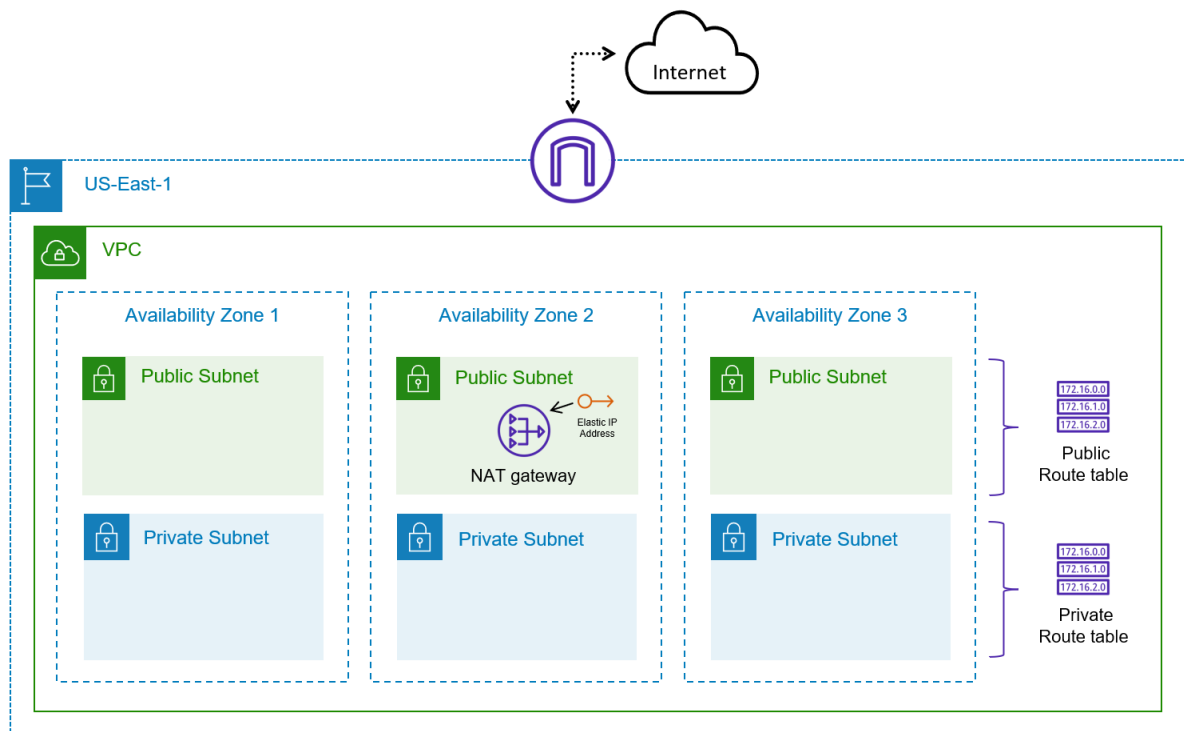 Internet
US-East-1
VPC
Availability Zone 1
Availability Zone 2
Availability Zone 3
Public Subnet
Public Subnet
Public Subnet
Elastic IP
Address
NAT gateway
172.16.0.0
172.16.1.0
172.16.2.0
Public
Route table
Private Subnet
Private Subnet
Private Subnet
172.16.0.0
172.16.1.0
172.16.2.0
Private
Route table